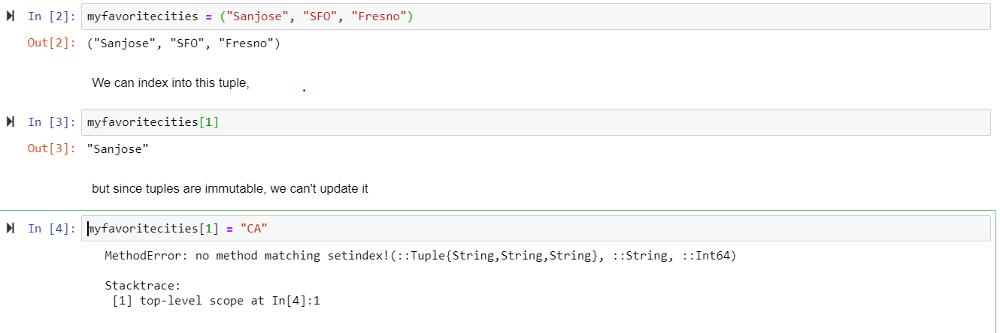 In [2]: myfavoritecities = ("Sanjose", "SFO", "Fresno")
Out[2]: ("Sanjose", "SFO", "Fresno")
We can index into this tuple,
In [3]: myfavoritecities[1]
Out[3]: "Sanjose"
but since tuples are immutable, we can't update it
In [4]: myfavoritecities[1] = "CA"
MethodError: no method matching setindex!(::Tuple{String,String,String}, ::String, ::Int64)
Stacktrace:
[1] top-level scope at In[4]:1